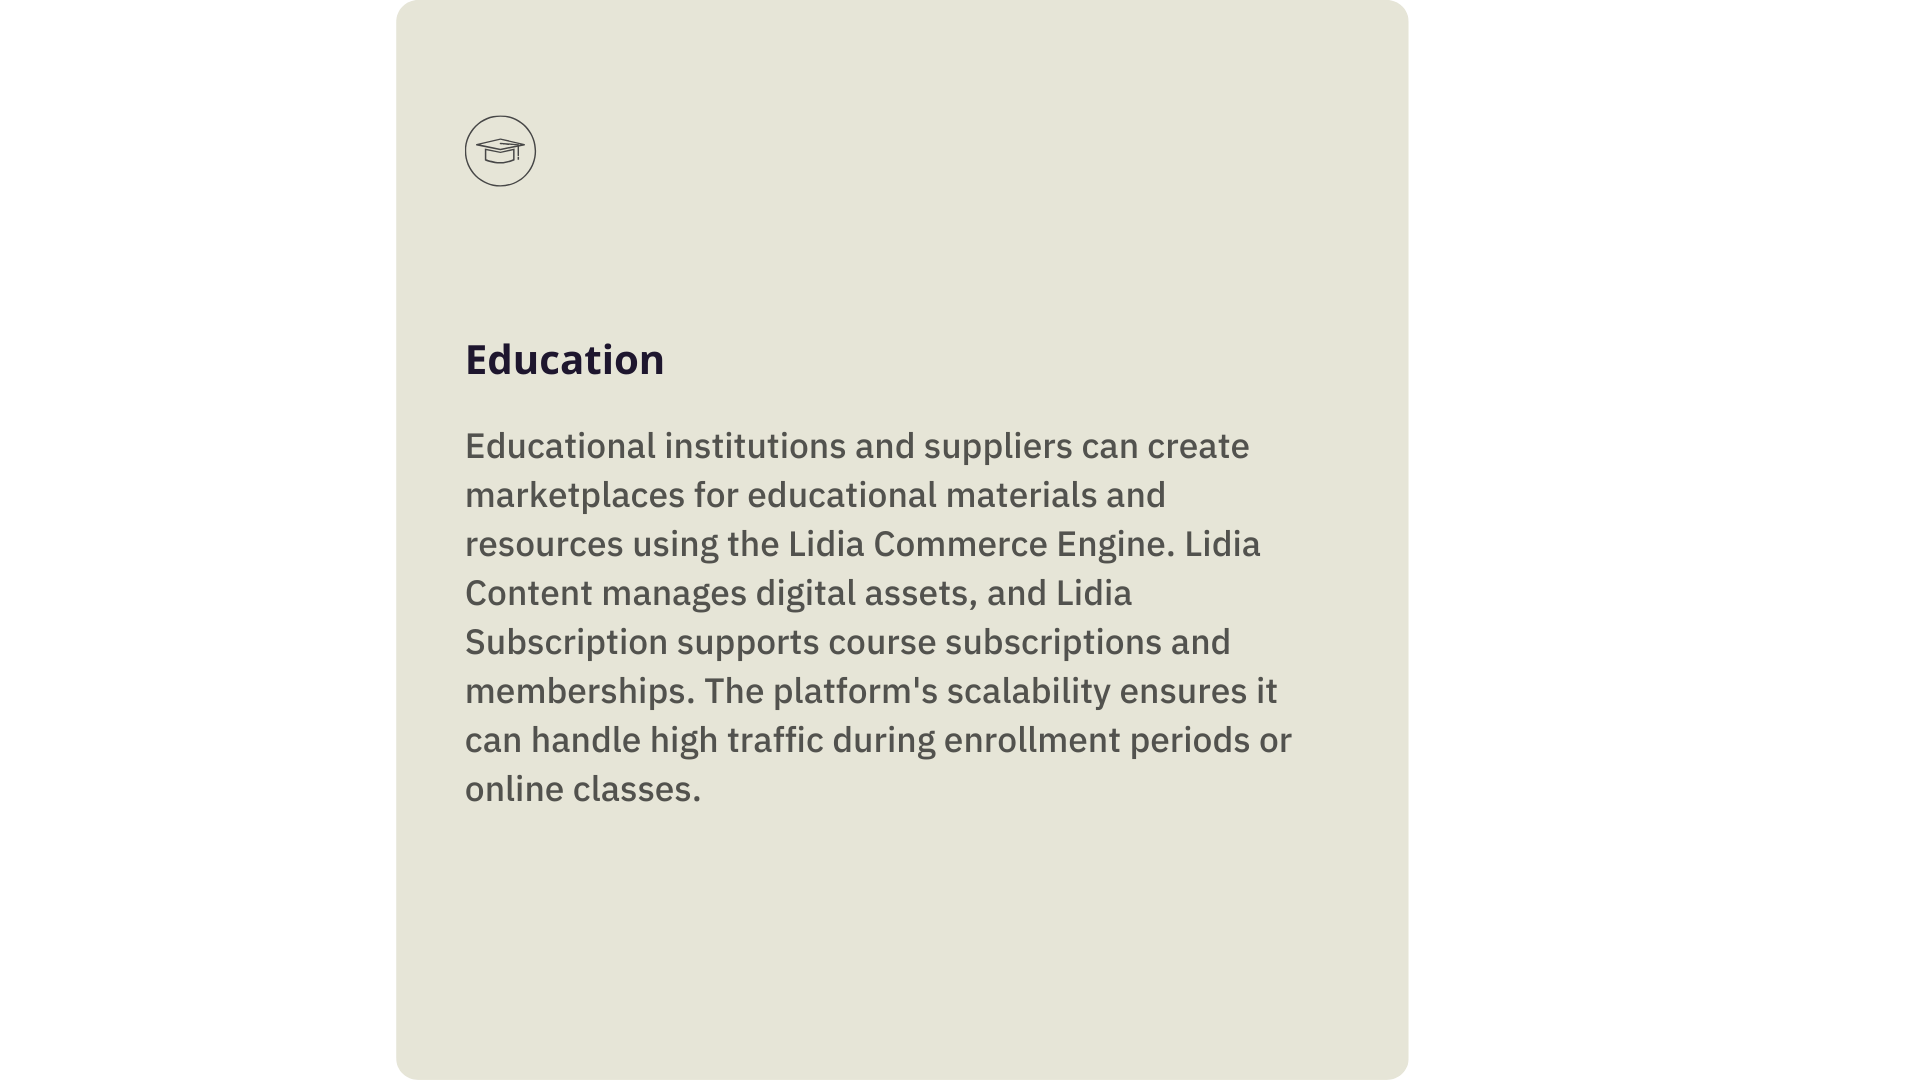 Education
Educational institutions and suppliers can create
marketplaces for educational materials and
resources using the Lidia Commerce Engine. Lidia
Content manages digital assets, and Lidia
Subscription supports course subscriptions and
memberships. The platform's scalability ensures it
can handle high traffic during enrollment periods or
online classes.